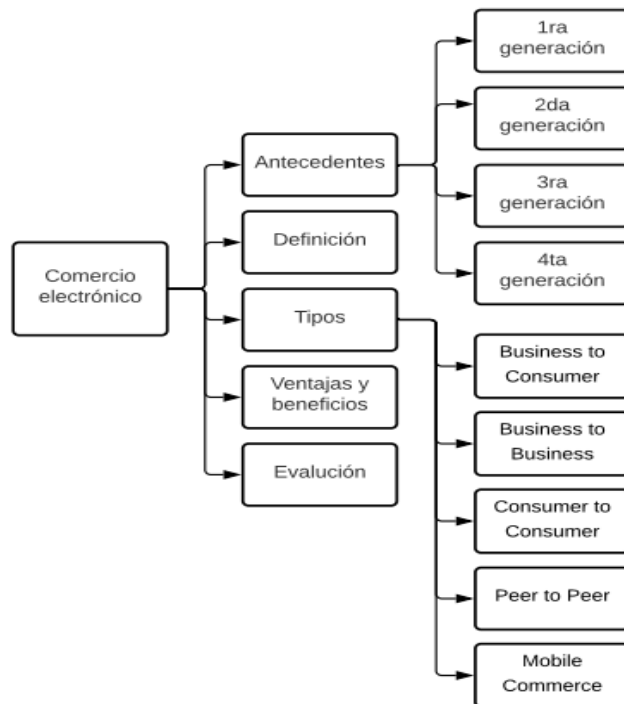 Comercio
electrónico
Antecedentes
Definición
Tipos
Ventajas y
beneficios
Evalución
1ra
generación
2da
generación
3ra
generación
4ta
generación
Business to
Consumer
Business to
Business
Consumer to
Consumer
Peer to Peer
Mobile
Commerce